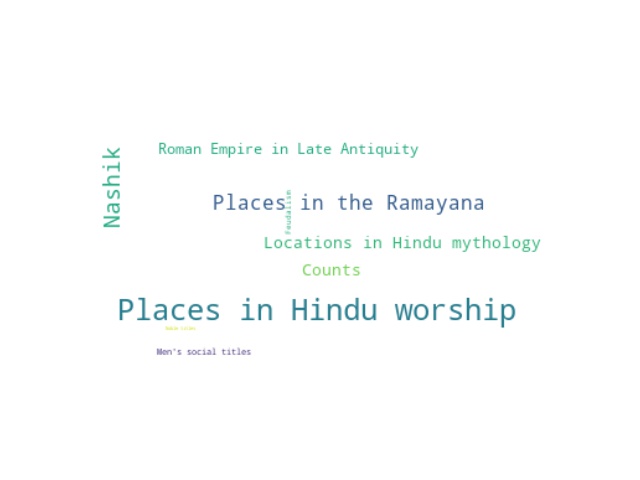 Roman Empire in Late Antiquity
Nashik
Places in the Ramayana
Feudalism
Locations in Hindu mythology
Counts
Places in Hindu worship
Men's social titles